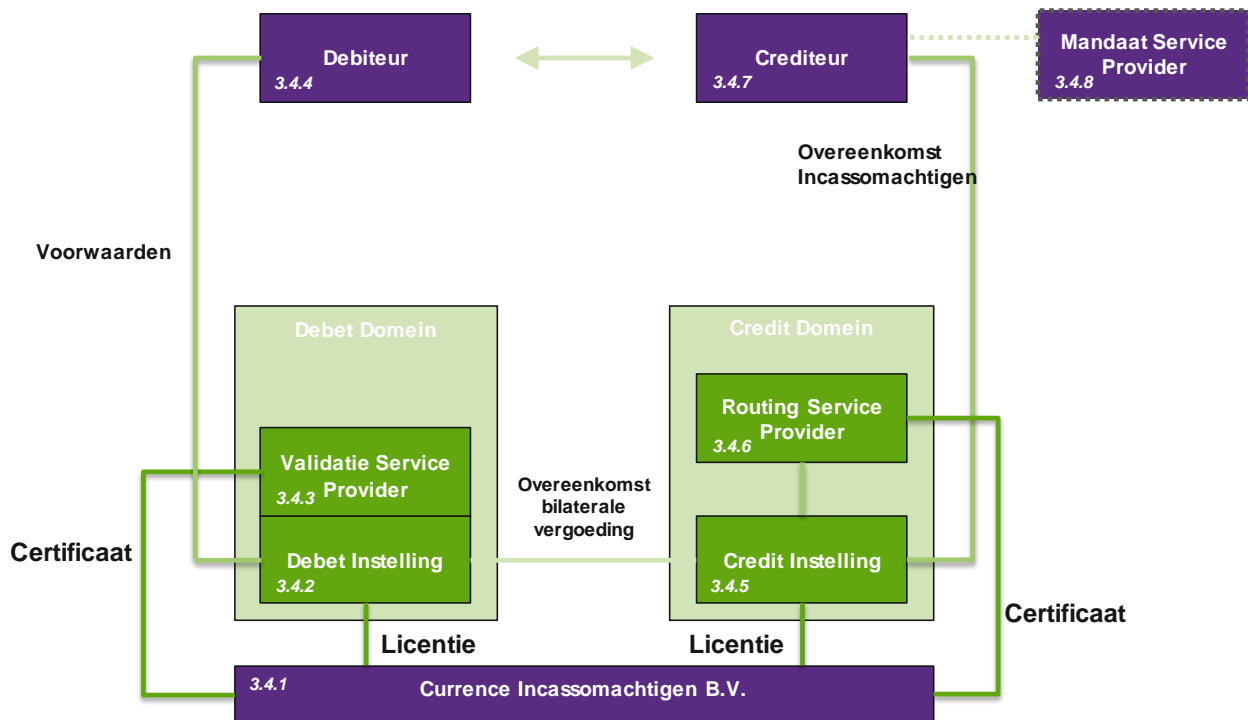 Debiteur
3.4.4
Crediteur
3.4.7
Mandaat Service
Provider
3.4.8
Overeenkomst
Incassomachtigen
Voorwaarden
Debet Domein
Credit Domein
Routing Service
Provider
3.4.6
Validatie Service
Provider
3.4.3
Overeenkomst
bilaterale
vergoeding
Certificaat
Debet Instelling
3.4.2
Credit Instelling
3.4.5
Certificaat
Licentie
Licentie
3.4.1
Currence Incassomachtigen B.V.